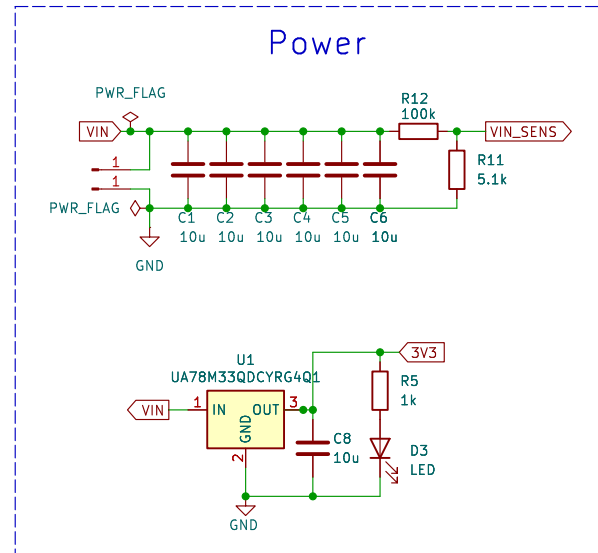 Power
PWR_FLAG
VIN
1
1
PWR_FLAG
GND
C1
10u
C2
10u
C3
10u
C4
10u
C5
10u
C6
10u
R12
100k
VIN_SENS
R11
5.1k
U1
UA78M33QDCYRG4Q1
VIN
1
IN
OUT
3
GND
2
GND
C8
10u
3V3
R5
1k
D3
LED